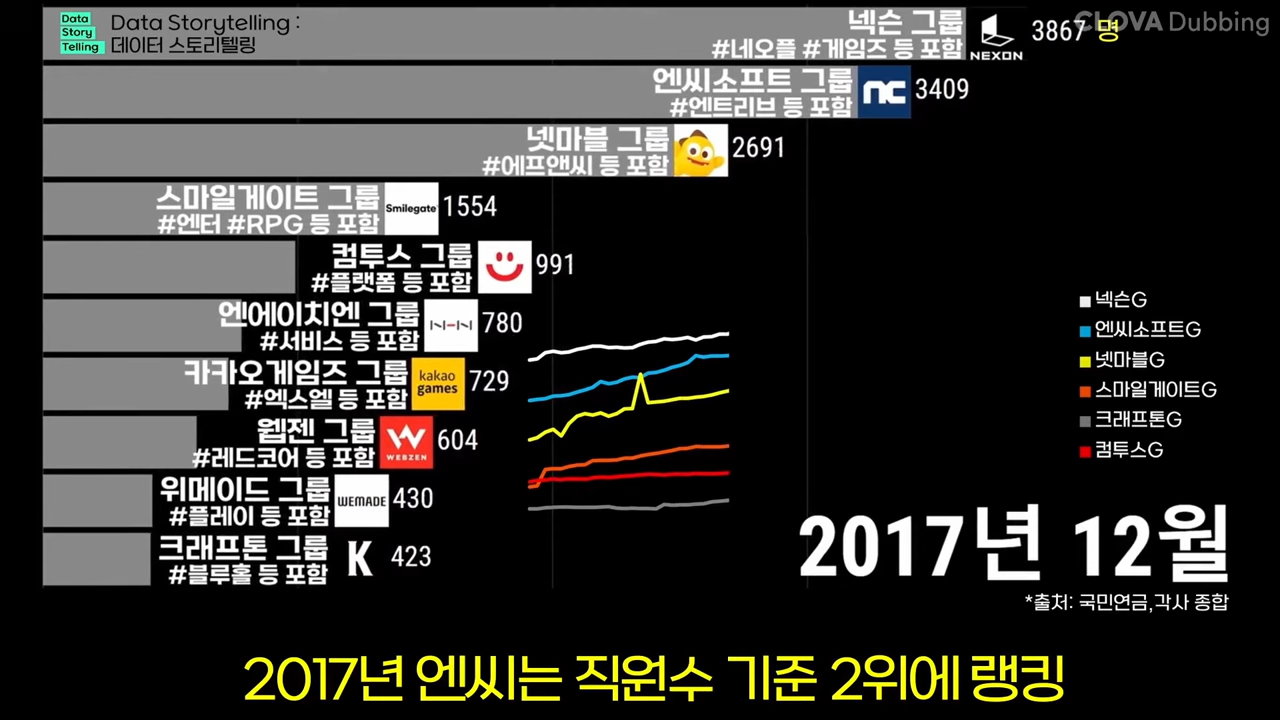 Data
Story
Telling
Data Storytelling :
데이터 스토리텔링
CLOVA Dubbing
넥슨 그룹
#네오플 #게임즈 등 포함
NEXON
3867 명
엔씨소프트 그룹
#엔트리브 등 포함
nc
3409
넷마블 그룹
#에프앤씨 등 포함
2691
스마일게이트 그룹
#엔터 #RPG 등 포함
Smilegate
1554
컴투스 그룹
#플랫폼 등 포함
991
엔에이치엔 그룹
#서비스 등 포함
NHN
780
카카오게임즈 그룹
#엑스엘 등 포함
kakao
games
729
웹젠 그룹
#레드코어 등 포함
WEBZEN
604
위메이드 그룹
#플레이 등 포함
WEMADE
430
크래프톤 그룹
#블루홀 등 포함
K
423
넥슨G
엔씨소프트G
넷마블G
스마일게이트G
크래프톤G
컴투스G
2017년 12월
*출처: 국민연금,각사 종합
2017년 엔씨는 직원수 기준 2위에 랭킹